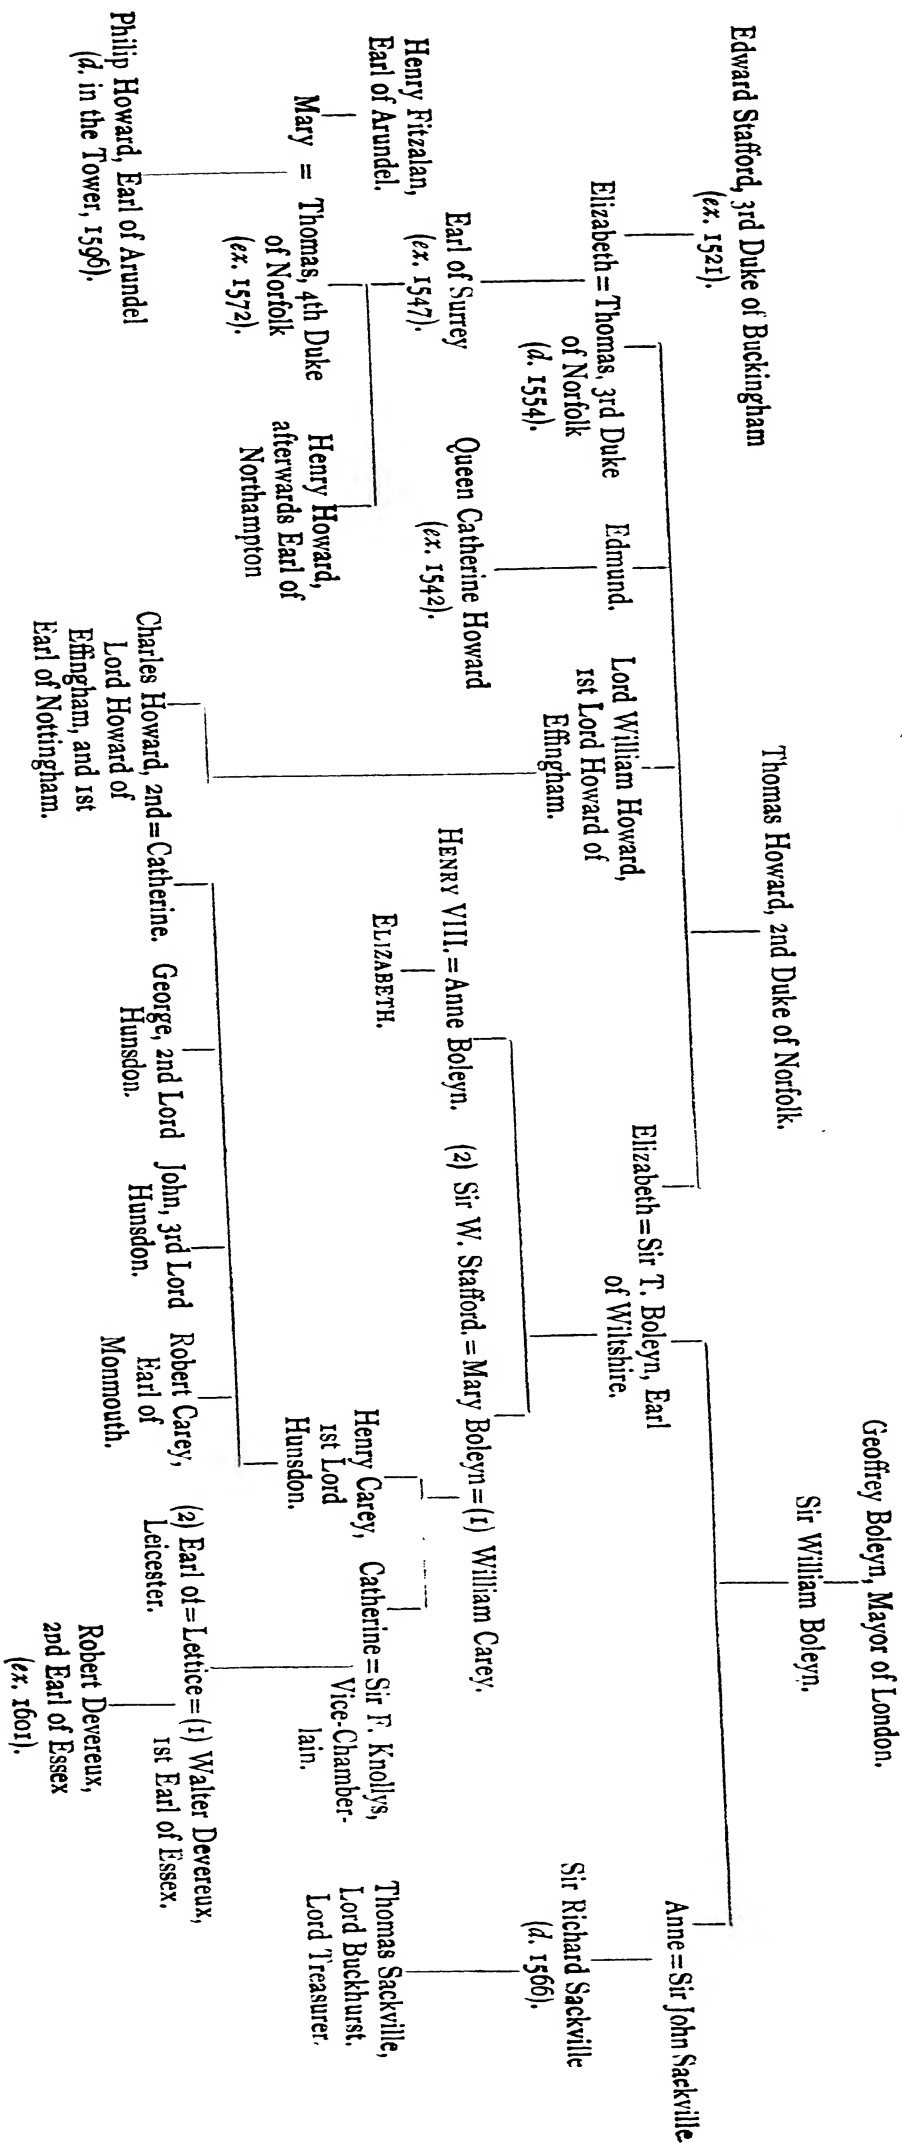 Geoffrey Boleyn, Mayor of London.
Thomas Howard, 2nd Duke of Norfolk.
Sir William Boleyn.
Edward Stafford, 3rd Duke of Buckingham
(ex. 1521).
Elizabeth = Thomas, 3rd Duke
of Norfolk
(d. 1554).
Edmund.
Lord William Howard,
1st Lord Howard of
Effingham.
Elizabeth = Sir T. Boleyn, Earl
of Wiltshire.
Anne = Sir John Sackville
Earl of Surrey
(ex. 1547).
Queen Catherine Howard
(ex. 1542).
HENRY VIII. = Anne Boleyn.
(2) Sir W. Stafford. = Mary Boleyn = (1) William Carey.
Sir Richard Sackville
(d. 1566).
Henry Fitzalan,
Earl of Arundel.
ELIZABETH.
Mary = Thomas, 4th Duke
of Norfolk
(ex. 1572).
Henry Howard,
afterwards Earl of
Northampton
Henry Carey,
1st Lord
Hunsdon.
Catherine = Sir F. Knollys,
Vice-Chamber-
lain.
Thomas Sackville,
Lord Buckhurst,
Lord Treasurer.
Philip Howard, Earl of Arundel
(d. in the Tower, 1596).
Charles Howard, 2nd = Catherine.
Lord Howard of
Effingham, and 1st
Earl of Nottingham.
George, 2nd Lord
Hunsdon.
John, 3rd Lord
Hunsdon.
Robert Carey,
Earl of
Monmouth.
(2) Earl of = Lettice = (1) Walter Devereux,
Leicester.
1st Earl of Essex.
Robert Devereux,
2nd Earl of Essex
(ex. 1601).